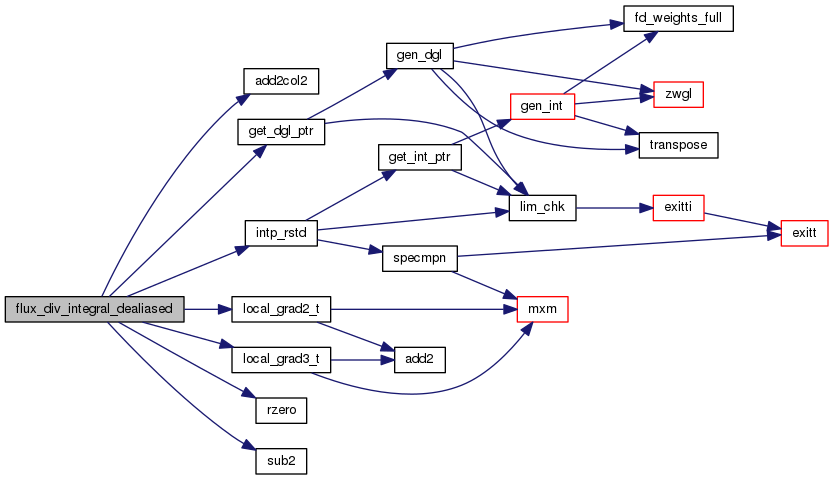 fd_weights_full
gen_dgl
add2col2
zwgl
gen_int
get_dgl_ptr
transpose
get_int_ptr
lim_chk
exitti
intp_rstd
exitt
specmpn
flux_div_integral_dealiased
local_grad2_t
mxm
local_grad3_t
add2
rzero
sub2